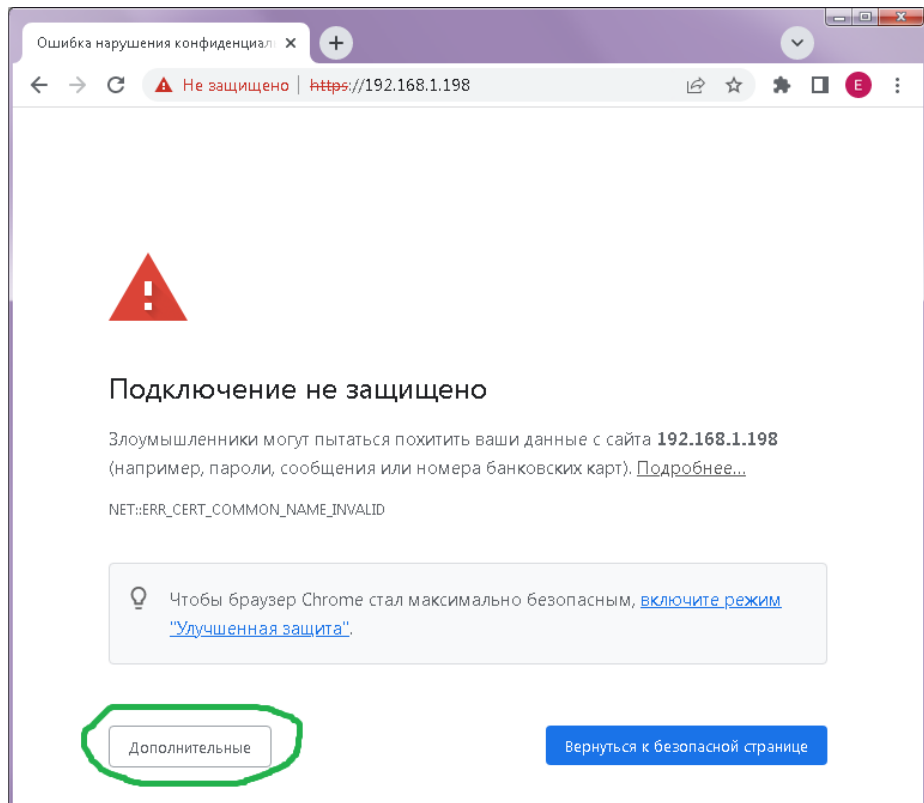 Ошибка нарушения конфиденциал
Не защищено https://192.168.1.198
E
Подключение не защищено
Злоумышленники могут пытаться похитить ваши данные с сайта 192.168.1.198
(например, пароли, сообщения или номера банковских карт). Подробнее...
NET::ERR_CERT_COMMON_NAME_INVALID
Чтобы браузер Chrome стал максимально безопасным, включите режим
"Улучшенная защита".
Дополнительные
Вернуться к безопасной странице